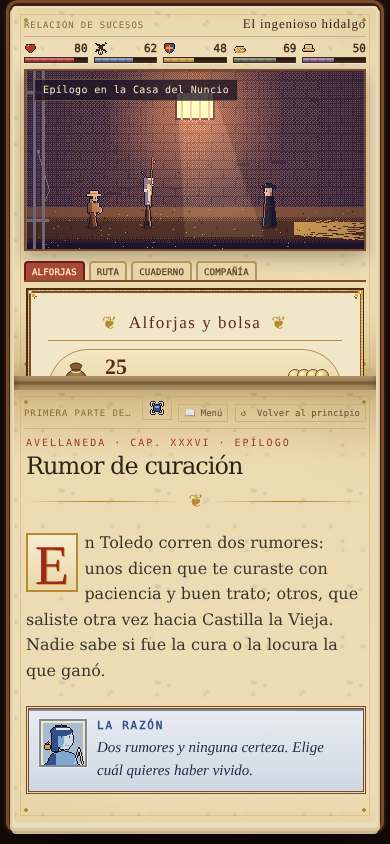 RELACIÓN DE SUCESOS
El ingenioso hidalgo
80 62 48 69 50
Epílogo en la Casa del Nuncio
ALFORJAS RUTA CUADERNO COMPAÑÍA
Alforjas y bolsa
25
PRIMERA PARTE DE…
📖 Menú
↺ Volver al principio
AVELLANEDA · CAP. XXXVI · EPÍLOGO
Rumor de curación
En Toledo corren dos rumores:
unos dicen que te curaste con
paciencia y buen trato; otros, que
saliste otra vez hacia Castilla la Vieja.
Nadie sabe si fue la cura o la locura la
que ganó.
LA RAZÓN
Dos rumores y ninguna certeza. Elige
cuál quieres haber vivido.